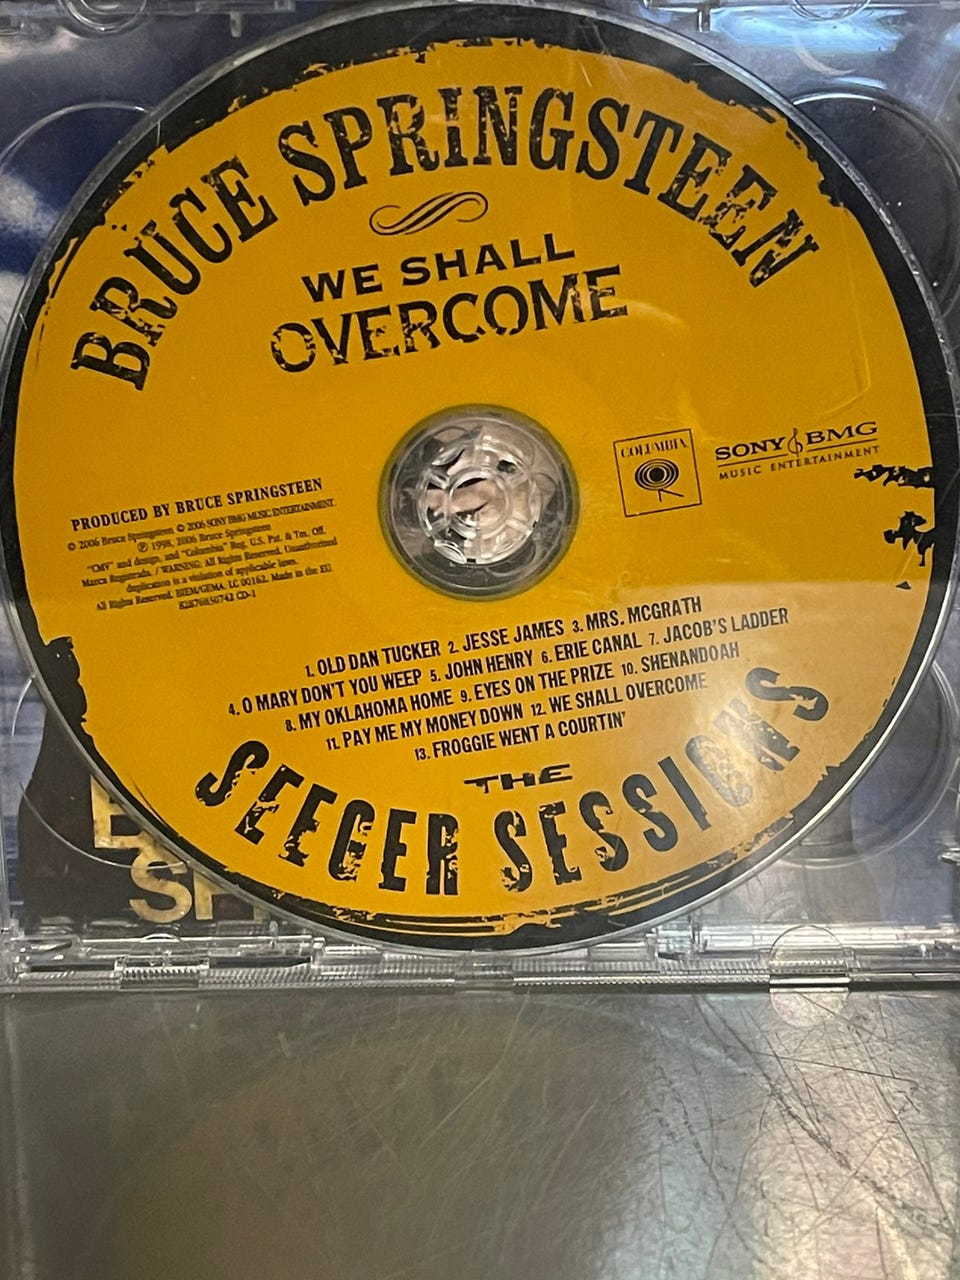 BRUCE SPRINGSTEEN
WE SHALL
OVERCOME
COLUMBIA
SONY BMG
MUSIC ENTERTAINMENT
PRODUCED BY BRUCE SPRINGSTEEN
© 2006 Bruce Springsteen © 2006 SONY BMG MUSIC ENTERTAINMENT.
℗ 1998, 2006 Bruce Springsteen
"CMV" and design, and "Columbia" Reg. U.S. Pat. & Tm. Off.
Marca Registrada. / WARNING: All Rights Reserved. Unauthorized
duplication is a violation of applicable laws.
All Rights Reserved. BIEM/GEMA. LC 00162. Made in the EU.
82876830742 CD-1
1. OLD DAN TUCKER 2. JESSE JAMES 3. MRS. MCGRATH
4. O MARY DON'T YOU WEEP 5. JOHN HENRY 6. ERIE CANAL 7. JACOB'S LADDER
8. MY OKLAHOMA HOME 9. EYES ON THE PRIZE 10. SHENANDOAH
11. PAY ME MY MONEY DOWN 12. WE SHALL OVERCOME
13. FROGGIE WENT A COURTIN'
THE
SEEGER SESSIONS